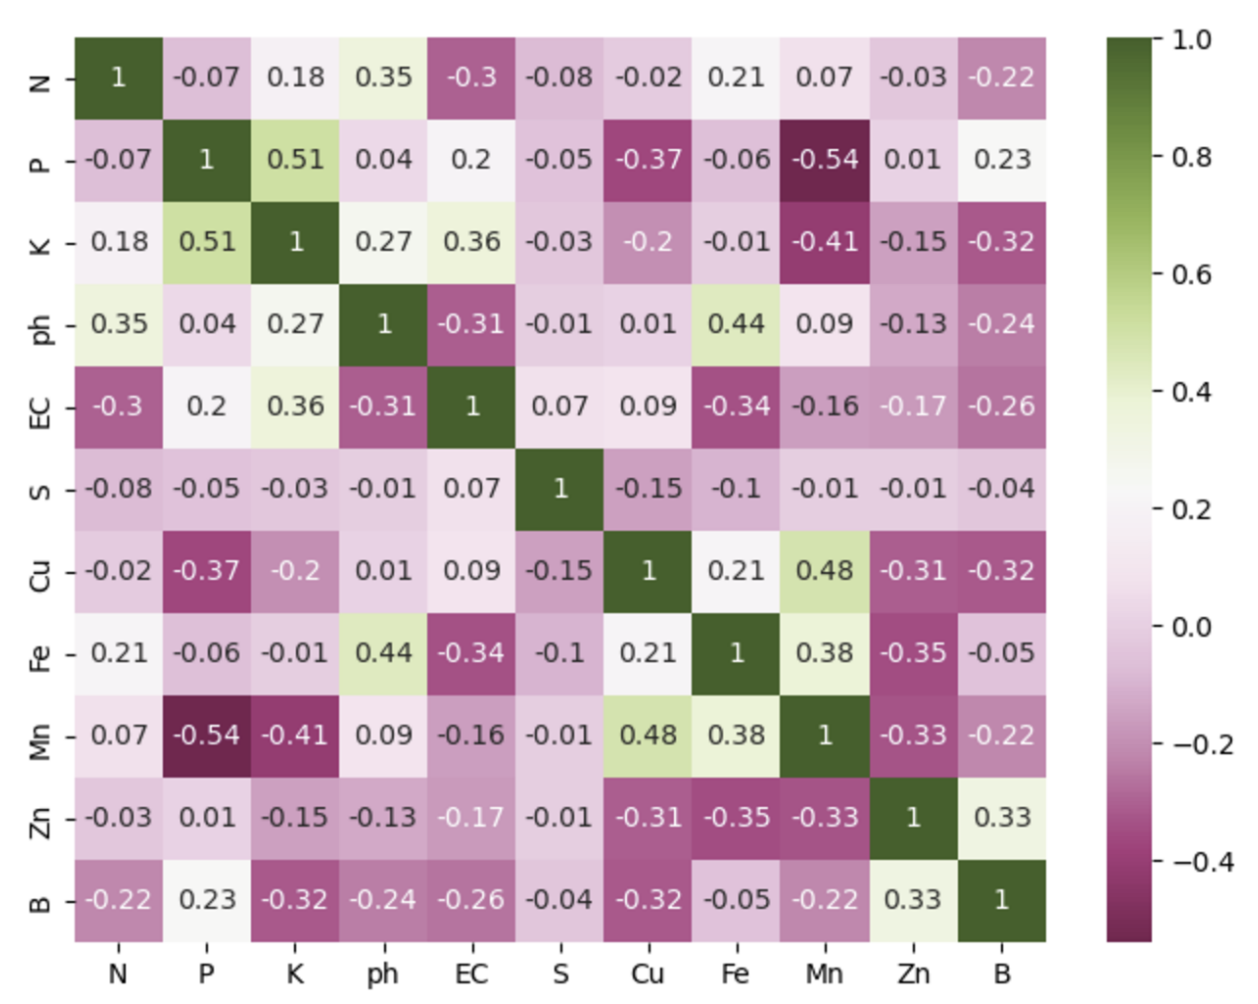 N 1 -0.07 0.18 0.35 -0.3 -0.08 -0.02 0.21 0.07 -0.03 -0.22
P -0.07 1 0.51 0.04 0.2 -0.05 -0.37 -0.06 -0.54 0.01 0.23
K 0.18 0.51 1 0.27 0.36 -0.03 -0.2 -0.01 -0.41 -0.15 -0.32
ph 0.35 0.04 0.27 1 -0.31 -0.01 0.01 0.44 0.09 -0.13 -0.24
EC -0.3 0.2 0.36 -0.31 1 0.07 0.09 -0.34 -0.16 -0.17 -0.26
S -0.08 -0.05 -0.03 -0.01 0.07 1 -0.15 -0.1 -0.01 -0.01 -0.04
Cu -0.02 -0.37 -0.2 0.01 0.09 -0.15 1 0.21 0.48 -0.31 -0.32
Fe 0.21 -0.06 -0.01 0.44 -0.34 -0.1 0.21 1 0.38 -0.35 -0.05
Mn 0.07 -0.54 -0.41 0.09 -0.16 -0.01 0.48 0.38 1 -0.33 -0.22
Zn -0.03 0.01 -0.15 -0.13 -0.17 -0.01 -0.31 -0.35 -0.33 1 0.33
B -0.22 0.23 -0.32 -0.24 -0.26 -0.04 -0.32 -0.05 -0.22 0.33 1
N P K ph EC S Cu Fe Mn Zn B
1.0
0.8
0.6
0.4
0.2
0.0
−0.2
−0.4